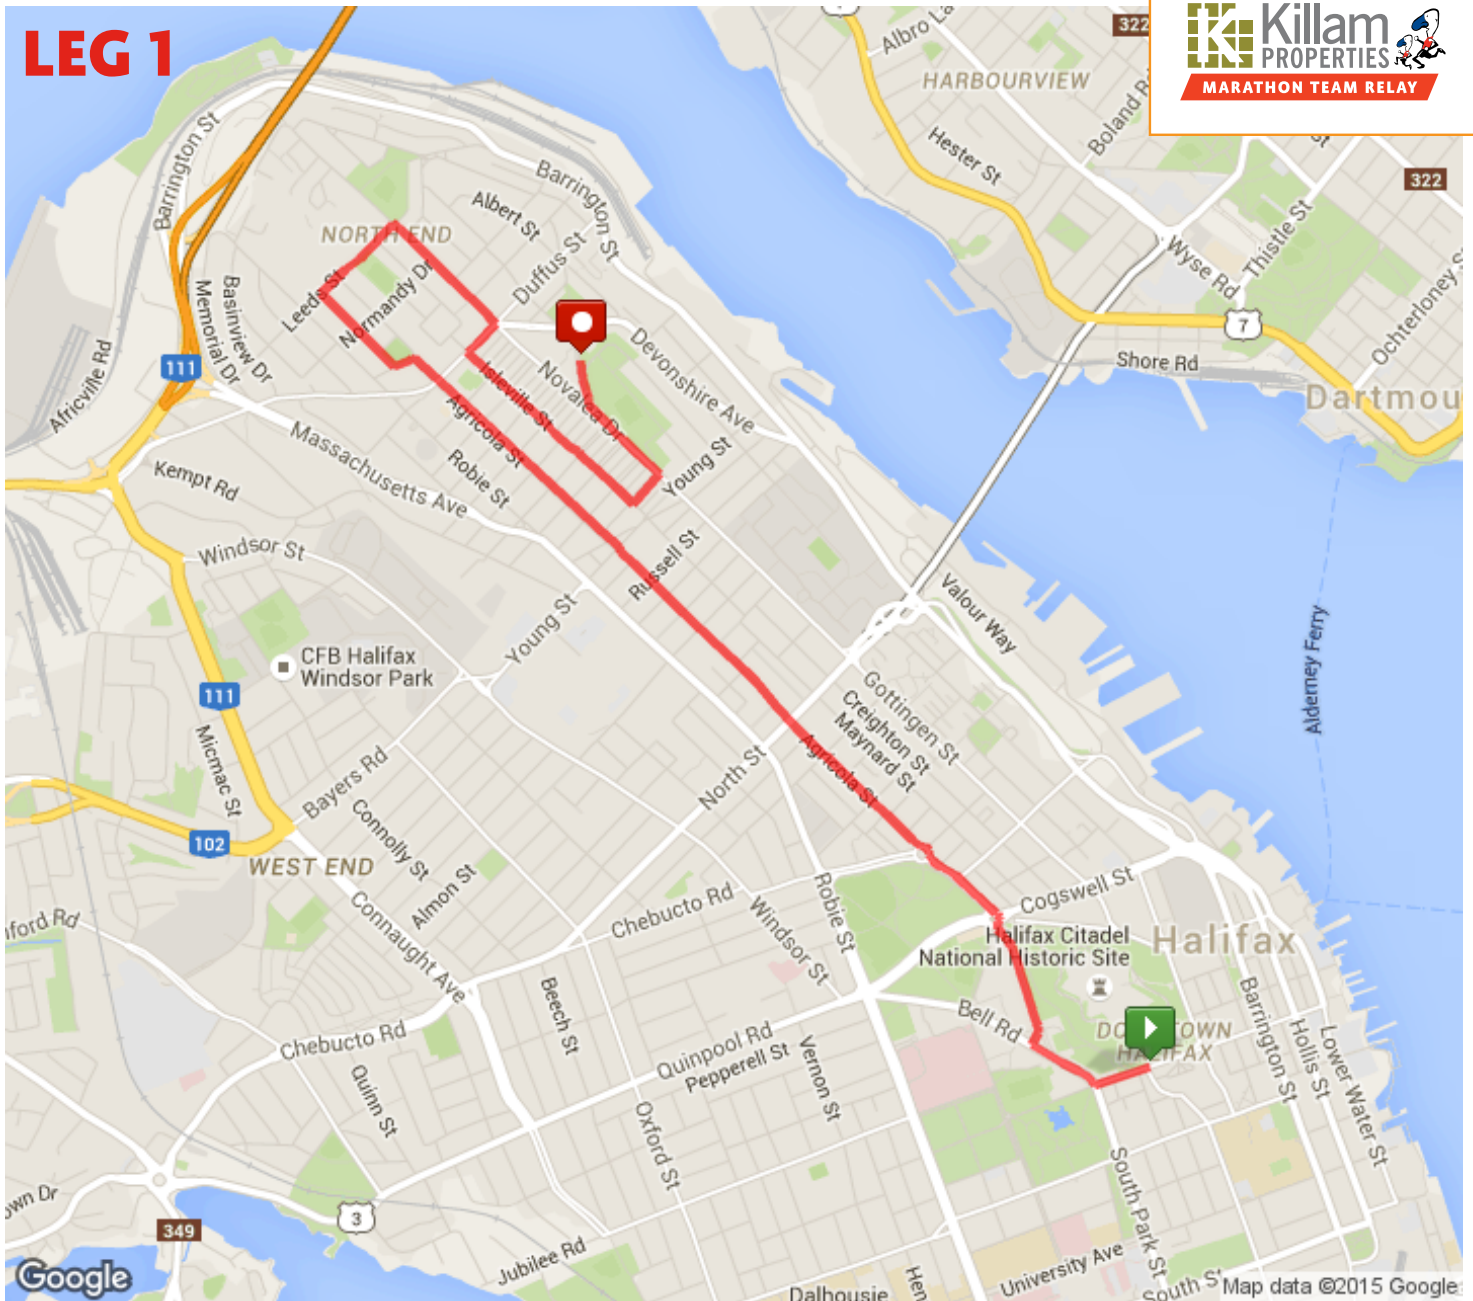 LEG 1
Killam
PROPERTIES
MARATHON TEAM RELAY
322
HARBOURVIEW
Hester St
322
Thistle St
Wyse Rd
7
Shore Rd
Dartmou
Barrington St
Barrington St
Albert St
NORTH END
Duffus St
Leeds St
Normandy Dr
Basinview Dr
Memorial Dr
111
Africville Rd
Devonshire Ave
Novalea Dr
Isleville St
Agricola St
Robie St
Young St
Massachusetts Ave
Kempt Rd
Windsor St
Russell St
Young St
Valour Way
Alderney Ferry
CFB Halifax
Windsor Park
111
Gottingen St
Creighton St
Maynard St
Micmac St
Bayers Rd
North St
Agricola St
102
WEST END
Connolly St
Almon St
Connaught Ave
Chebucto Rd
Robie St
Windsor St
Cogswell St
Halifax Citadel
National Historic Site
Halifax
Beech St
Bell Rd
Barrington St
Hollis St
Lower Water St
Chebucto Rd
Quinpool Rd
Pepperell St
Vernon St
Quinn St
Oxford St
South Park St
3
349
Jubilee Rd
University Ave
South St
Dalhousie
Google
Map data ©2015 Google